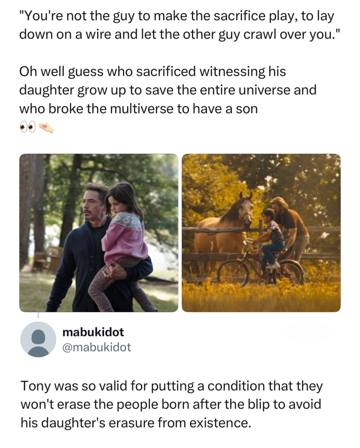 "You're not the guy to make the sacrifice play, to lay
down on a wire and let the other guy crawl over you."
Oh well guess who sacrificed witnessing his
daughter grow up to save the entire universe and
who broke the multiverse to have a son
👀🤏🏻
mabukidot
@mabukidot
Tony was so valid for putting a condition that they
won't erase the people born after the blip to avoid
his daughter's erasure from existence.